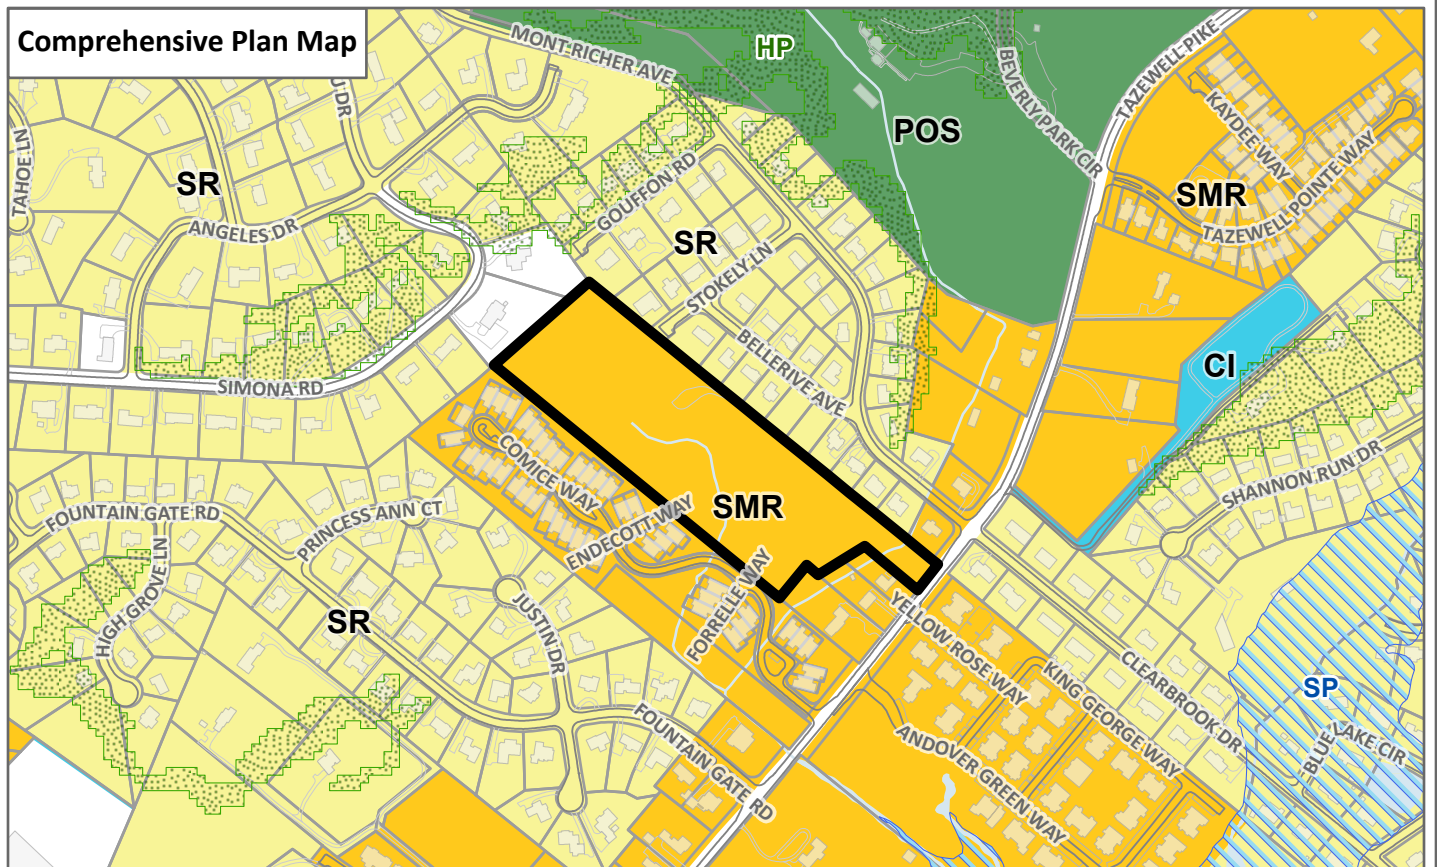 Comprehensive Plan Map
MONT RICHER AVE
HP
BEVERLY PARK CIR
TAZEWELL PIKE
KAYDEE WAY
POS
SMR
TAZEWELL POINTE WAY
TAHOE LN
U DR
SR
ANGELES DR
GOUFFON RD
SR
STOKELY LN
BELLERIVE AVE
SIMONA RD
CI
SHANNON RUN DR
COMICE WAY
ENDECOTT WAY
SMR
FORRELLE WAY
FOUNTAIN GATE RD
PRINCESS ANN CT
HIGH GROVE LN
SR
JUSTIN DR
YELLOW ROSE WAY
KING GEORGE WAY
CLEARBROOK DR
SP
BLUE LAKE CIR
FOUNTAIN GATE RD
ANDOVER GREEN WAY